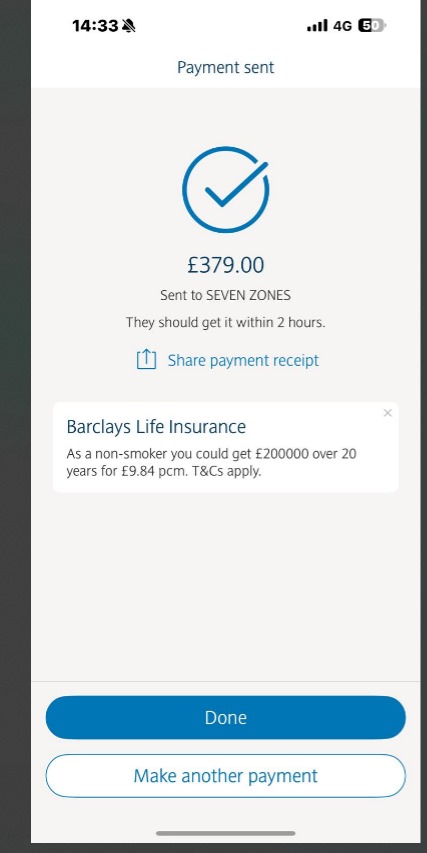 14:33 4G 50
Payment sent
£379.00
Sent to SEVEN ZONES
They should get it within 2 hours.
Share payment receipt
Barclays Life Insurance
As a non-smoker you could get £200000 over 20
years for £9.84 pcm. T&Cs apply.
Done
Make another payment